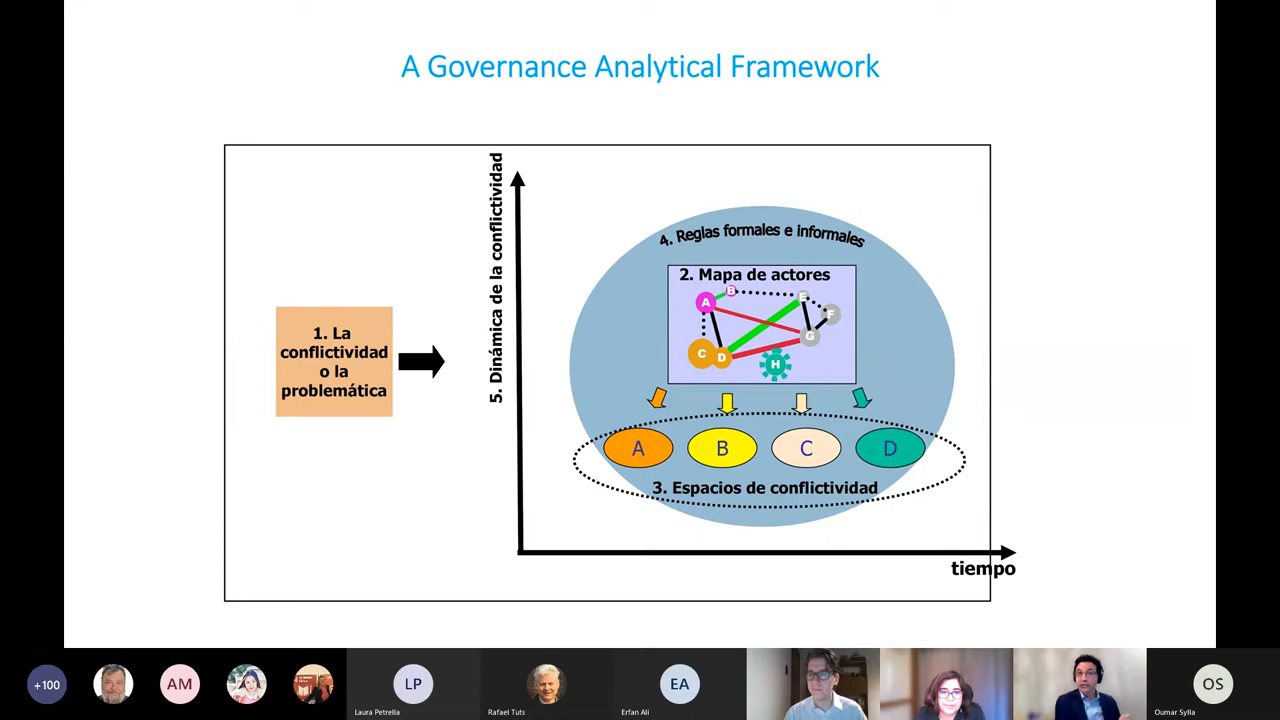 A Governance Analytical Framework
1. La
conflictividad
o la
problemática
5. Dinámica de la conflictividad
4. Reglas formales e informales
2. Mapa de actores
A
B
E
F
G
C
D
H
A
B
C
D
3. Espacios de conflictividad
tiempo
+100
AM
LP
Laura Petrella
Rafael Tuts
EA
Erfan Ali
OS
Oumar Sylla